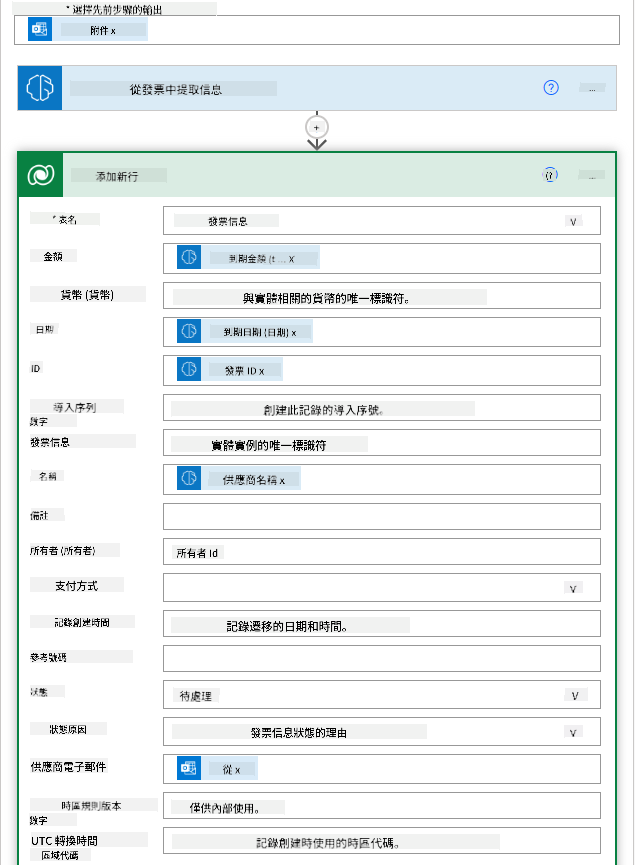 * 選擇先前步驟的輸出
附件 x
從發票中提取信息
?
...
+
添加新行
...
* 表名
發票信息
V
金額
到期金額 (t ... X
貨幣 (貨幣)
與實體相關的貨幣的唯一標識符。
日期
到期日期 (日期) x
ID
發票 ID x
導入序列
數字
創建此記錄的導入序號。
發票信息
實體實例的唯一標識符
名稱
供應商名稱 x
備註
所有者 (所有者)
所有者 Id
支付方式
V
記錄創建時間
記錄遷移的日期和時間。
參考號碼
狀態
待處理
V
狀態原因
發票信息狀態的理由
V
供應商電子郵件
從 x
時區規則版本
數字
僅供內部使用。
UTC 轉換時間
區域代碼
記錄創建時使用的時區代碼。